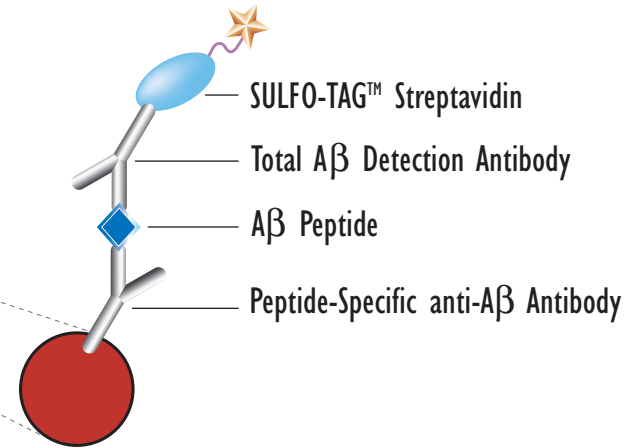 SULFO-TAG™ Streptavidin
Total Aβ Detection Antibody
Aβ Peptide
Peptide-Specific anti-Aβ Antibody